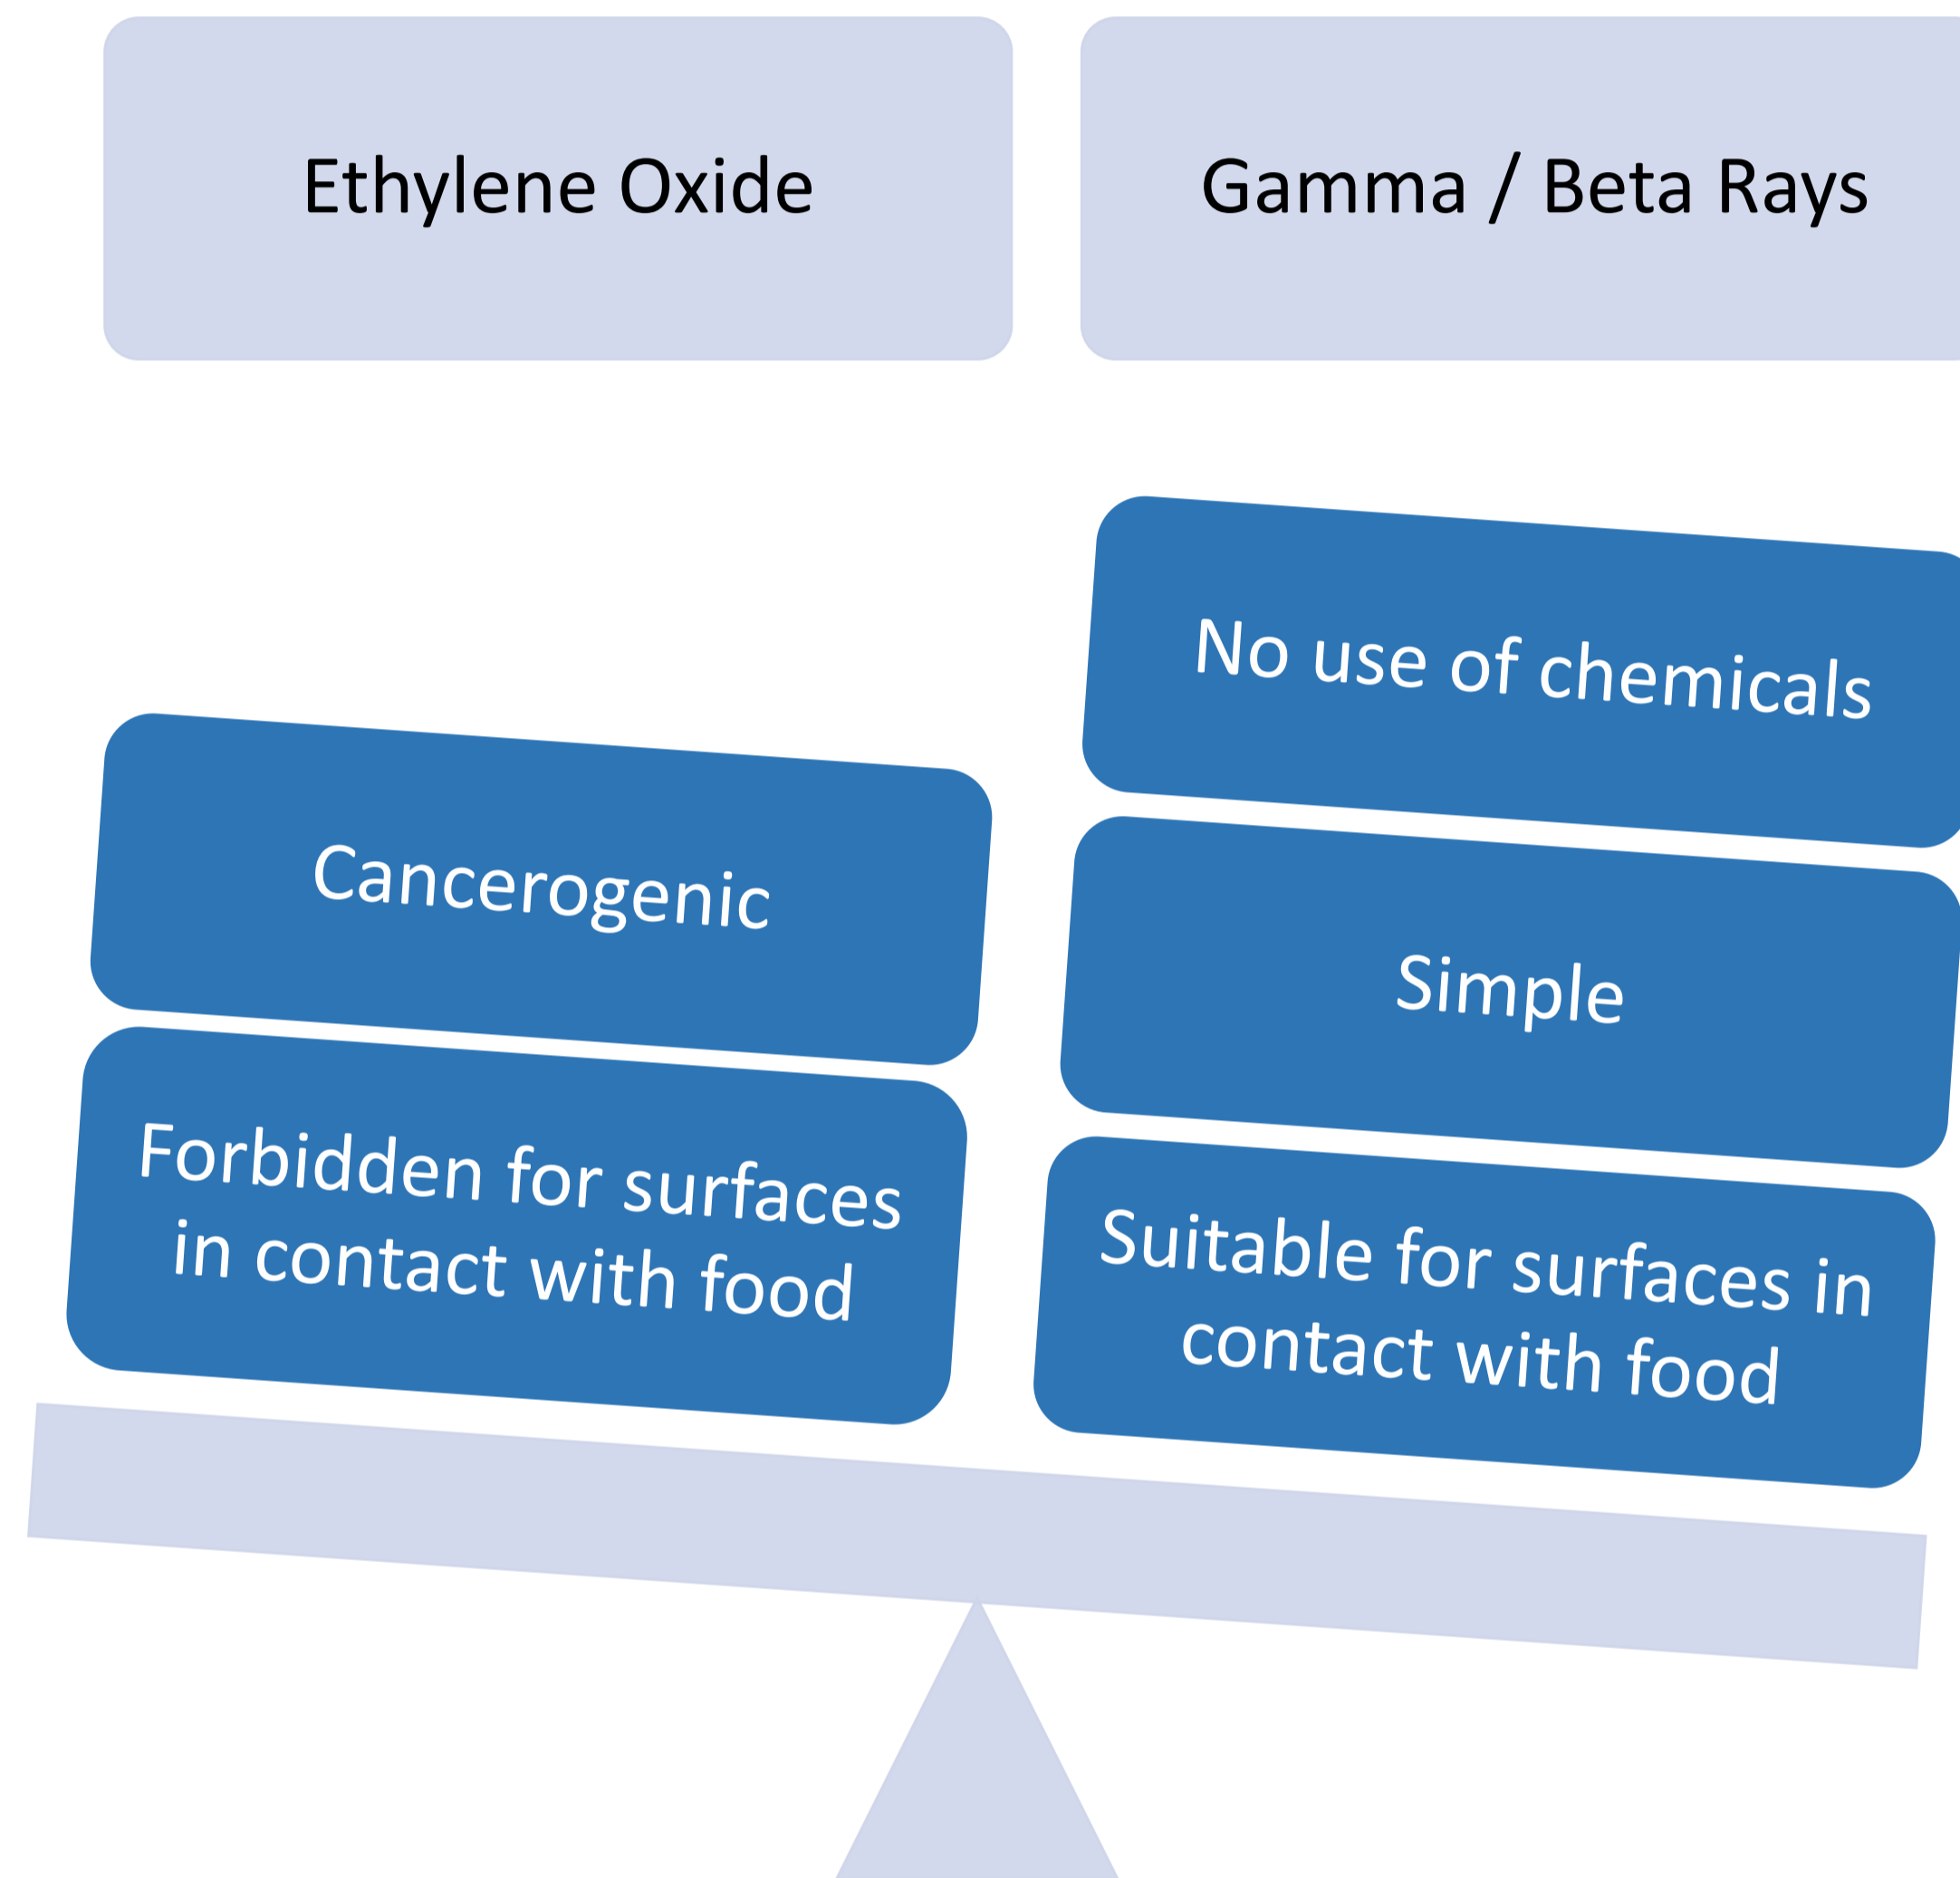 Ethylene Oxide
Gamma / Beta Rays
Cancerogenic
Forbidden for surfaces
in contact with food
No use of chemicals
Simple
Suitable for surfaces in
contact with food